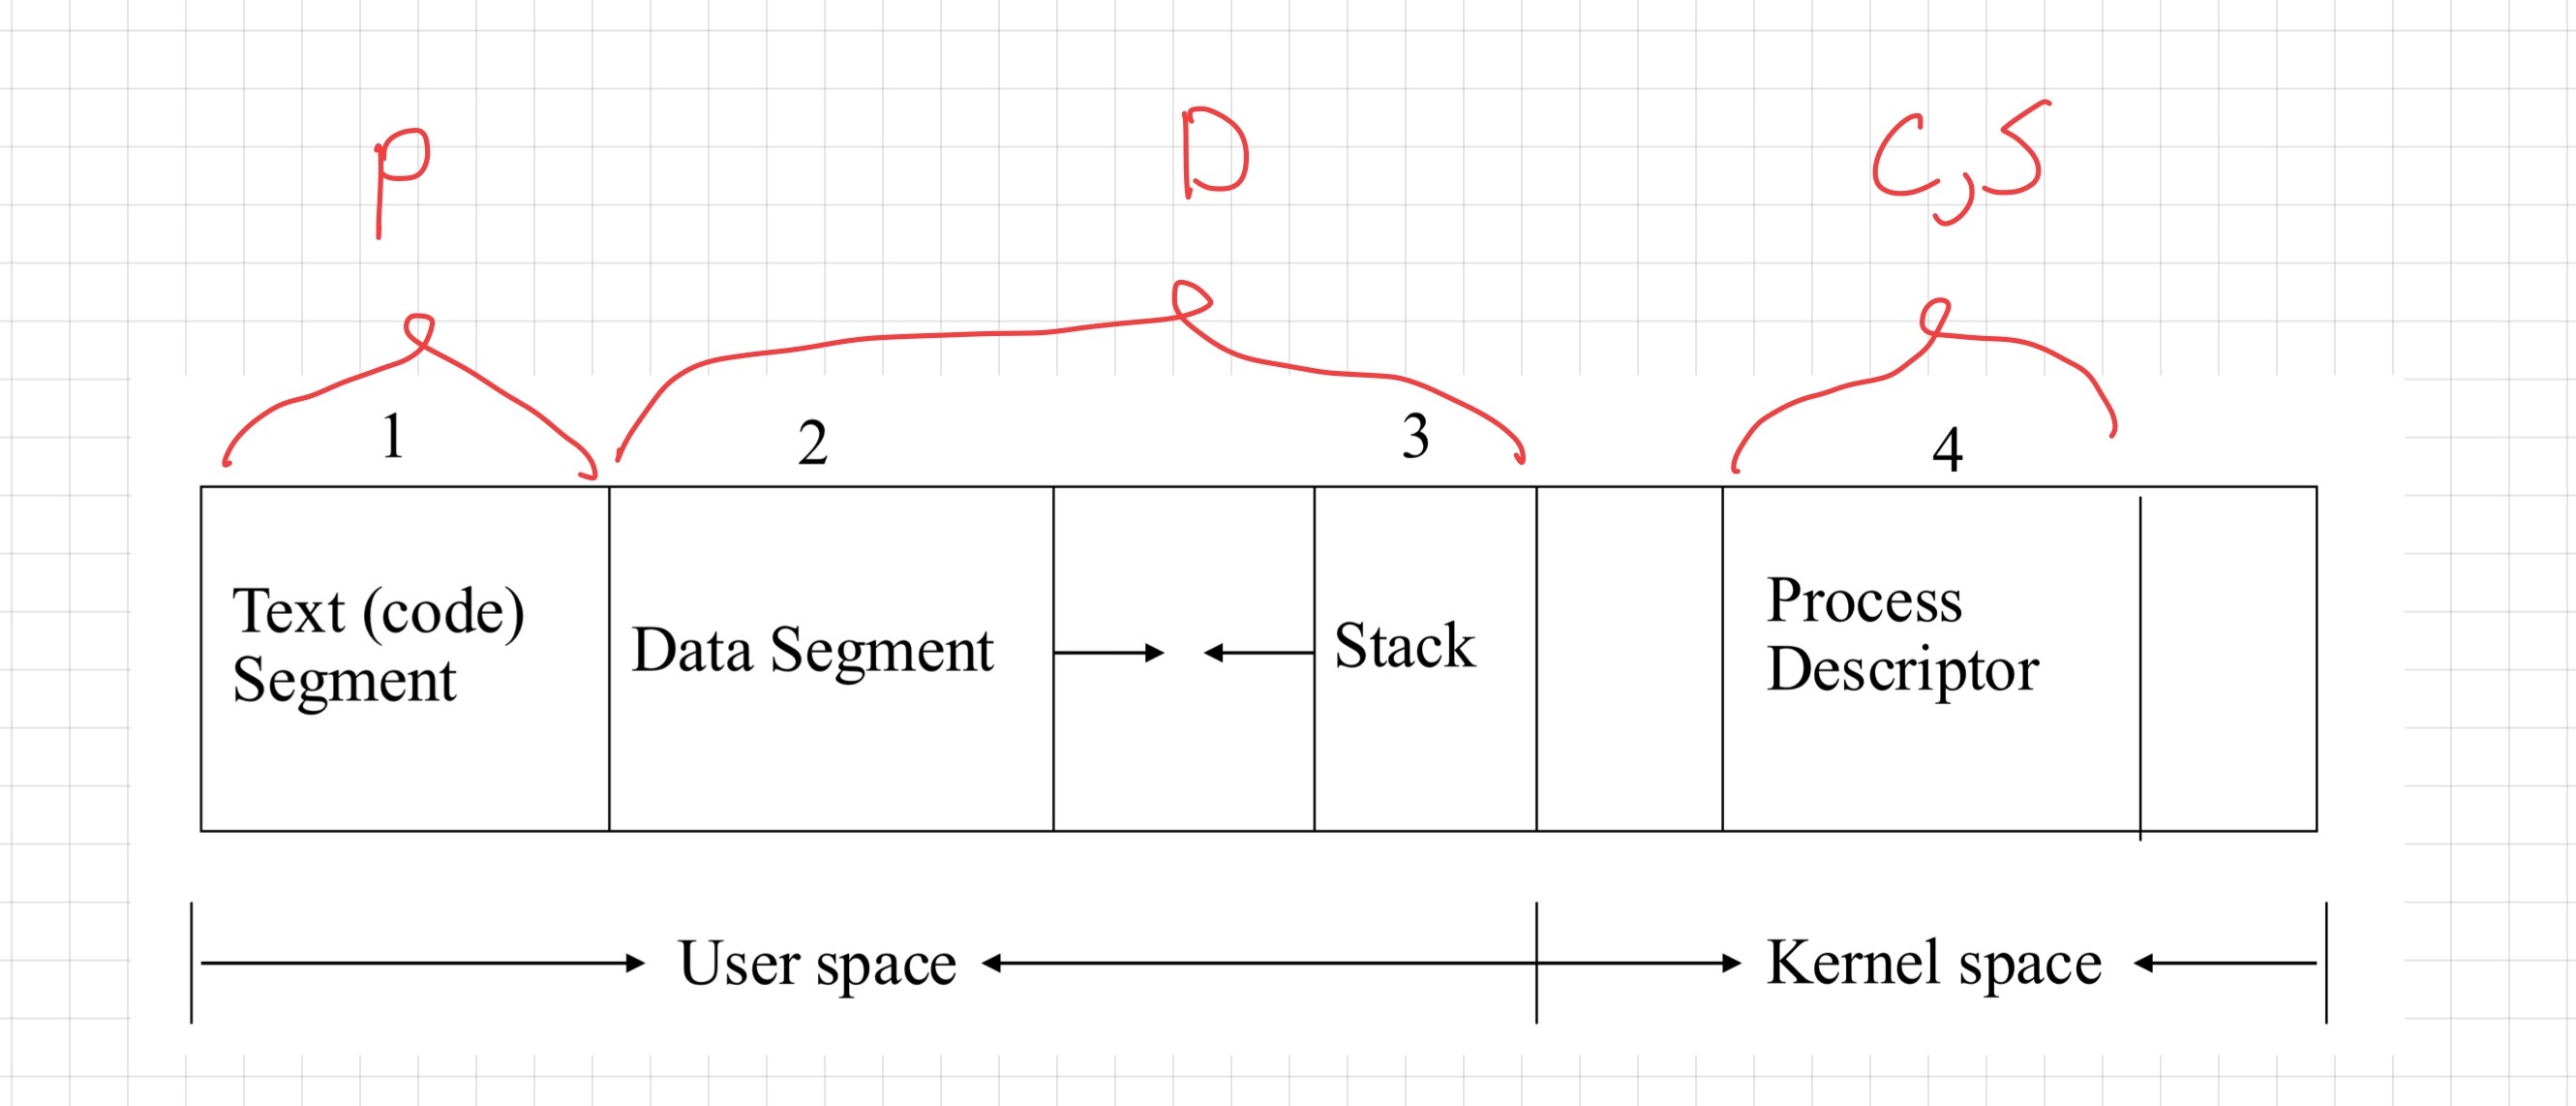 P D C,S
1 2 3 4
Text (code)
Segment
Data Segment
Stack
Process
Descriptor
User space Kernel space